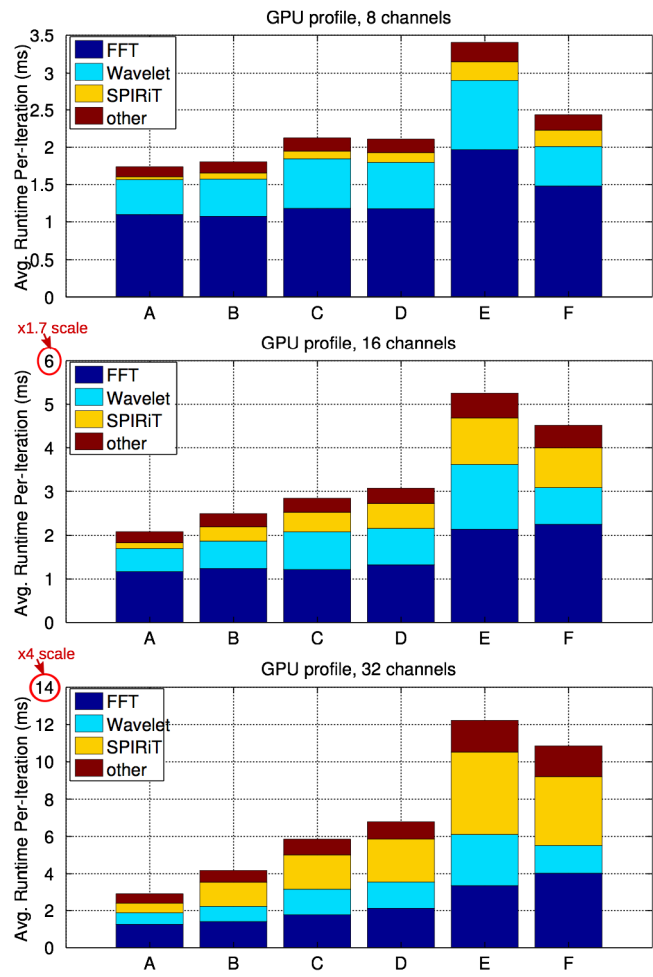 GPU profile, 8 channels
Avg. Runtime Per-Iteration (ms)
3.5
3
2.5
2
1.5
1
0.5
0
FFT
Wavelet
SPIRiT
other
A B C D E F
x1.7 scale
GPU profile, 16 channels
Avg. Runtime Per-Iteration (ms)
6
5
4
3
2
1
0
FFT
Wavelet
SPIRiT
other
A B C D E F
x4 scale
GPU profile, 32 channels
Avg. Runtime Per-Iteration (ms)
14
12
10
8
6
4
2
0
FFT
Wavelet
SPIRiT
other
A B C D E F